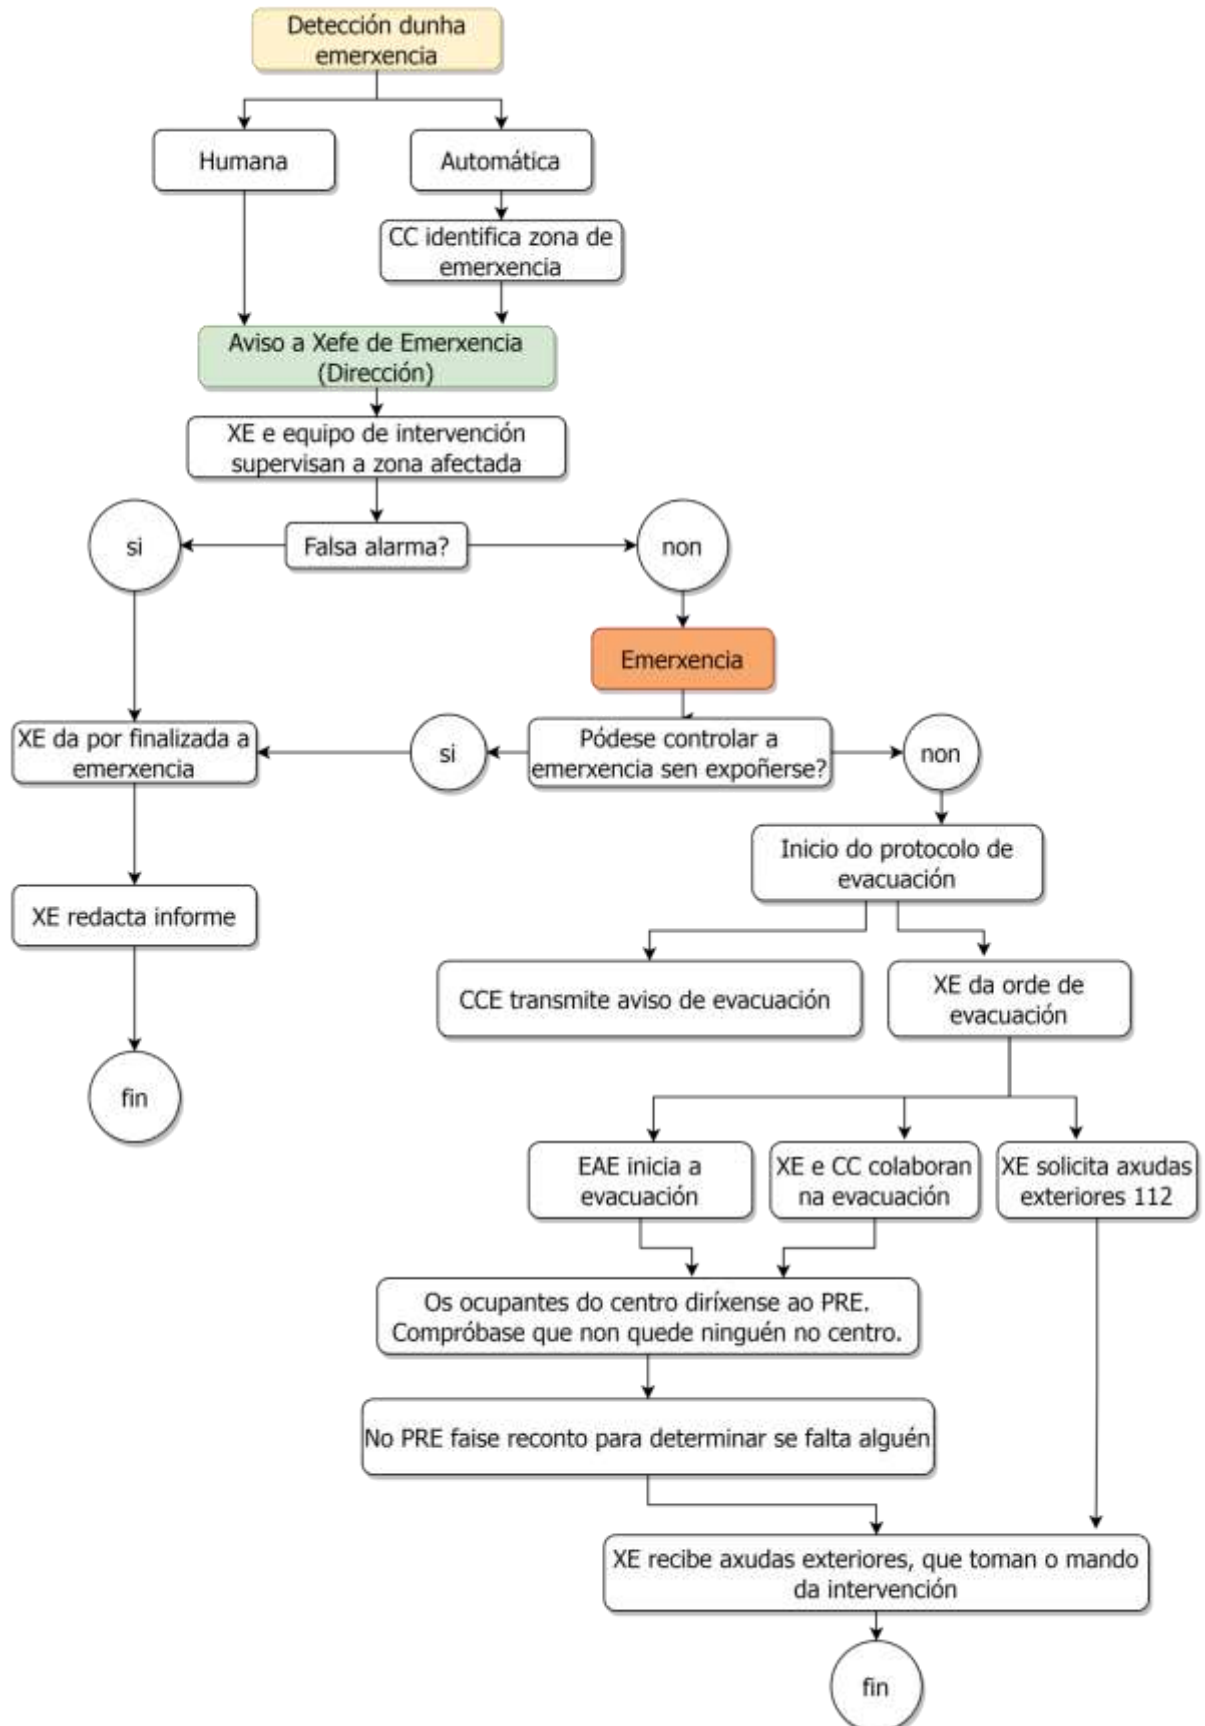 Detección dunha
emerxencia
Humana
Automática
CC identifica zona de
emerxencia
Aviso a Xefe de Emerxencia
(Dirección)
XE e equipo de intervención
supervisan a zona afectada
si
Falsa alarma?
non
Emerxencia
XE da por finalizada a
emerxencia
si
Pódese controlar a
emerxencia sen expoñerse?
non
Inicio do protocolo de
evacuación
XE redacta informe
CCE transmite aviso de evacuación
XE da orde de
evacuación
fin
EAE inicia a
evacuación
XE e CC colaboran
na evacuación
XE solicita axudas
exteriores 112
Os ocupantes do centro diríxense ao PRE.
Compróbase que non quede ninguén no centro.
No PRE faise reconto para determinar se falta alguén
XE recibe axudas exteriores, que toman o mando
da intervención
fin